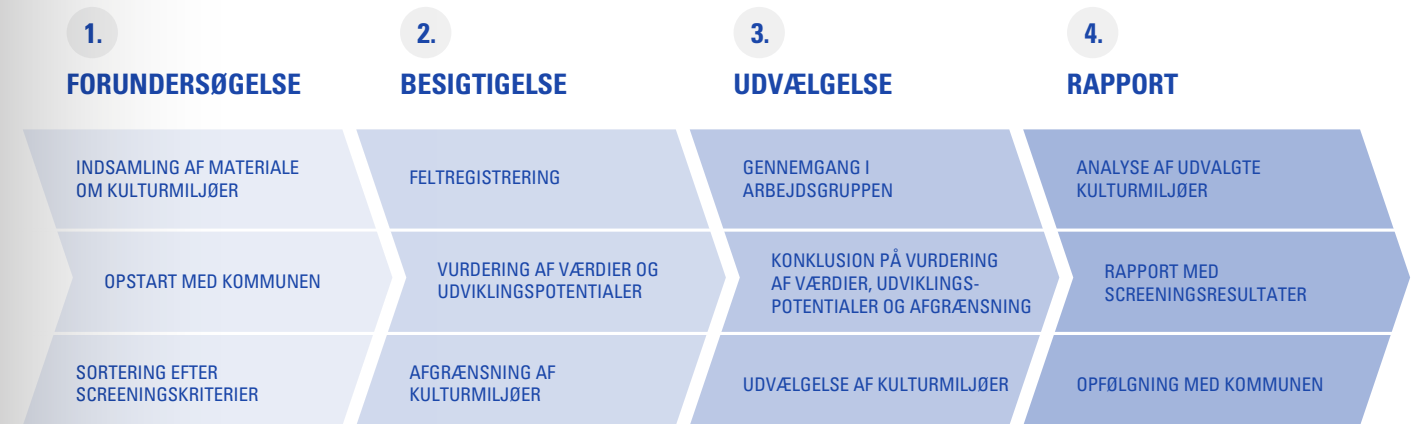 1.
FORUNDERSØGELSE
INDSAMLING AF MATERIALE
OM KULTURMILJØER
OPSTART MED KOMMUNEN
SORTERING EFTER
SCREENINGSKRITERIER
2.
BESIGTIGELSE
FELTREGISTRERING
VURDERING AF VÆRDIER OG
UDVIKLINGSPOTENTIALER
AFGRÆNSNING AF
KULTURMILJØER
3.
UDVÆLGELSE
GENNEMGANG I
ARBEJDSGRUPPEN
KONKLUSION PÅ VURDERING
AF VÆRDIER, UDVIKLINGS-
POTENTIALER OG AFGRÆNSNING
UDVÆLGELSE AF KULTURMILJØER
4.
RAPPORT
ANALYSE AF UDVALGTE
KULTURMILJØER
RAPPORT MED
SCREENINGSRESULTATER
OPFØLGNING MED KOMMUNEN